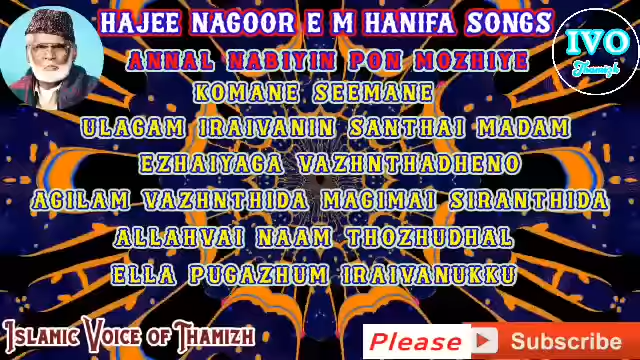 HAJEE NAGOOR E M HANIFA SONGS
IVO
Thamizh
ANNAL NABIYIN PON MOZHIYE
KOMANE SEEMANE
ULAGAM IRAIVANIN SANTHAI MADAM
EZHAIYAGA VAZHNTHADHENO
AGILAM VAZHNTHIDA MAGIMAI SIRANTHIDA
ALLAHVAI NAAM THOZHUDHAL
ELLA PUGAZHUM IRAIVANUKKU
Islamic Voice of Thamizh
Please Subscribe